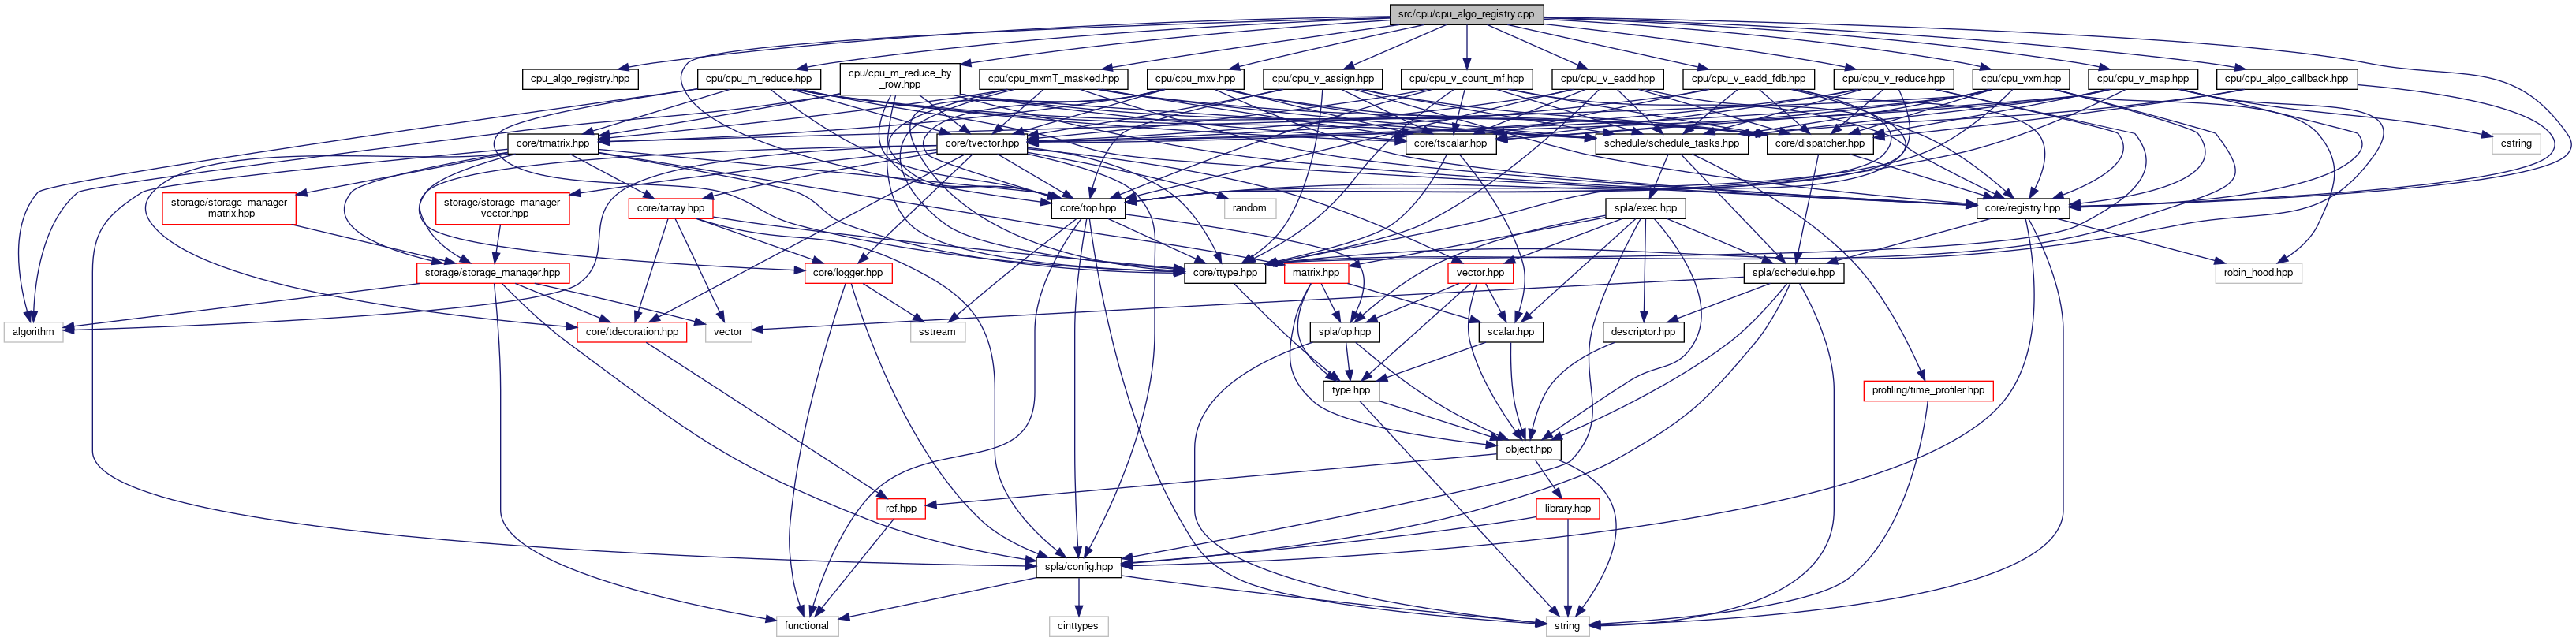 src/cpu/cpu_algo_registry.cpp
cpu_algo_registry.hpp
cpu/cpu_m_reduce.hpp
cpu/cpu_m_reduce_by
_row.hpp
cpu/cpu_mxmT_masked.hpp
cpu/cpu_mxv.hpp
cpu/cpu_v_assign.hpp
cpu/cpu_v_count_mf.hpp
cpu/cpu_v_eadd.hpp
cpu/cpu_v_eadd_fdb.hpp
cpu/cpu_v_reduce.hpp
cpu/cpu_vxm.hpp
cpu/cpu_v_map.hpp
cpu/cpu_algo_callback.hpp
core/tmatrix.hpp
core/tvector.hpp
core/tscalar.hpp
schedule/schedule_tasks.hpp
core/dispatcher.hpp
cstring
storage/storage_manager
_matrix.hpp
storage/storage_manager
_vector.hpp
core/tarray.hpp
core/top.hpp
random
spla/exec.hpp
core/registry.hpp
storage/storage_manager.hpp
core/logger.hpp
core/ttype.hpp
matrix.hpp
vector.hpp
spla/schedule.hpp
robin_hood.hpp
algorithm
core/tdecoration.hpp
vector
sstream
spla/op.hpp
scalar.hpp
descriptor.hpp
type.hpp
profiling/time_profiler.hpp
object.hpp
ref.hpp
library.hpp
spla/config.hpp
functional
cinttypes
string